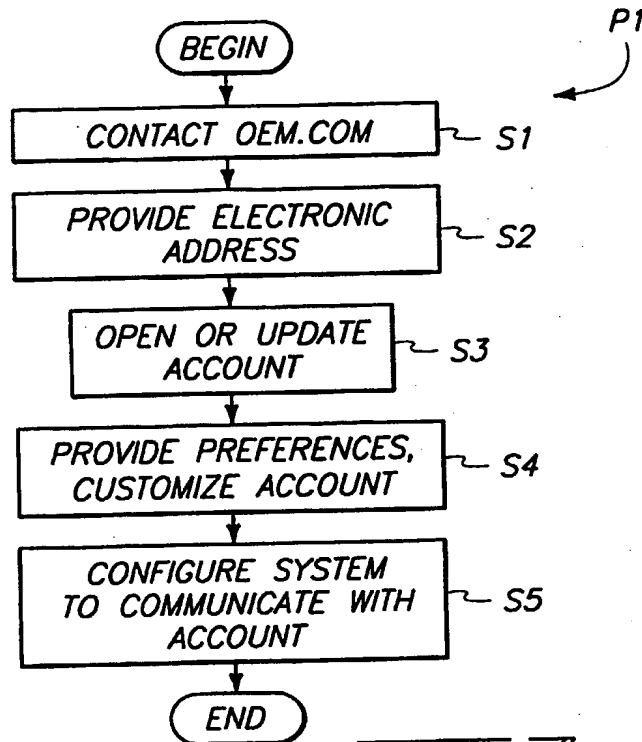 P1
BEGIN
CONTACT OEM.COM
S1
PROVIDE ELECTRONIC
ADDRESS
S2
OPEN OR UPDATE
ACCOUNT
S3
PROVIDE PREFERENCES,
CUSTOMIZE ACCOUNT
S4
CONFIGURE SYSTEM
TO COMMUNICATE WITH
ACCOUNT
S5
END